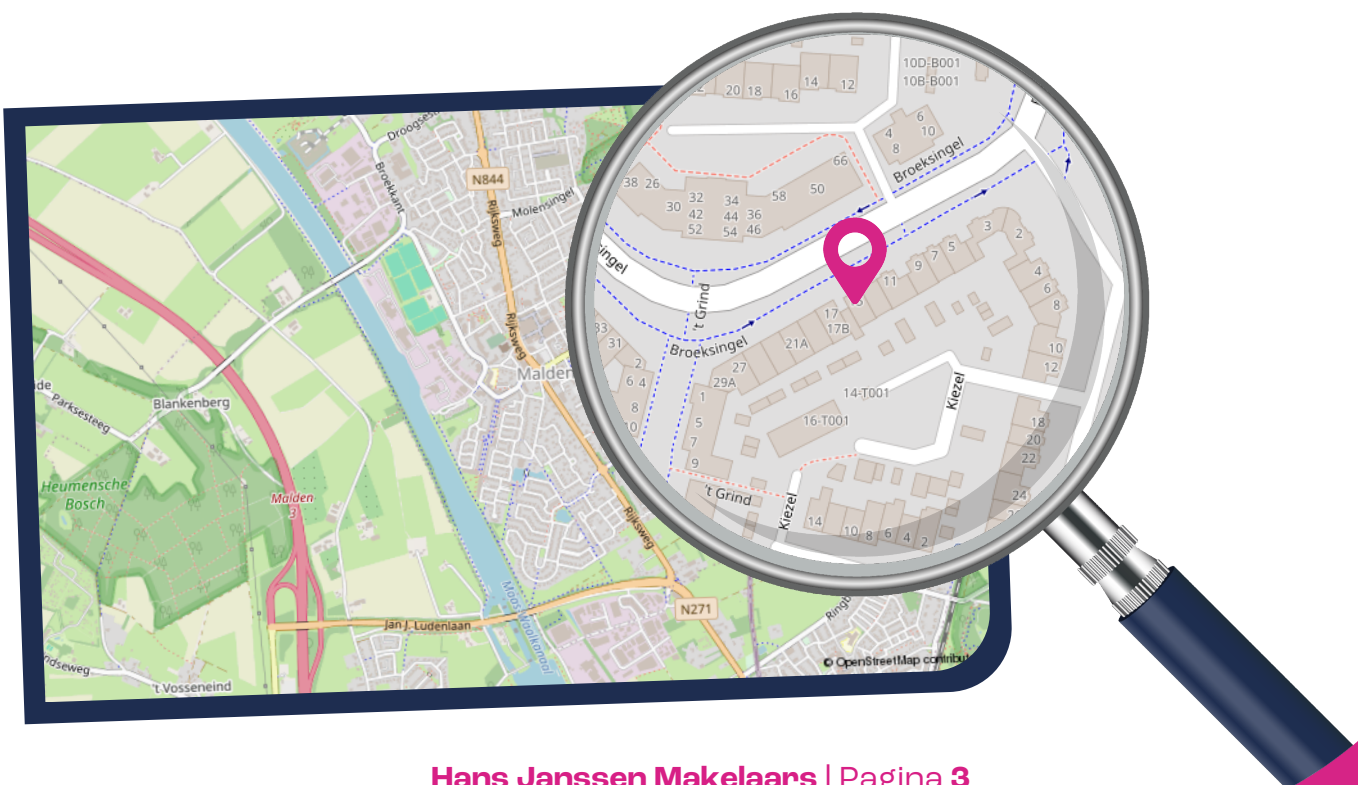 Droogsest
Broekkant
N844
Rijksweg
Molensingel
Rijksweg
Malden
Blankenberg
Parksesteeg
Heumensche
Bosch
Malden
3
Rijksweg
Maas-Waalkanaal
N271
Jan J. Ludenlaan
't Vosseneind
© OpenStreetMap contribu
10D-B001
10B-B001
20 18
16
14
12
6
4
10
8
Broeksingel
66
38 26
32
34
58
50
30
42
44
36
52
54
46
singel
't Grind
3
2
5
7
9
11
4
6
8
17
17B
Broeksingel
21A
31
27
29A
2
6 4
8
1
10
12
14-T001
Kiezel
16-T001
5
7
9
18
20
22
't Grind
Kiezel
14
10
8
6
4
2
24
Hans Janssen Makelaars | Pagina 3